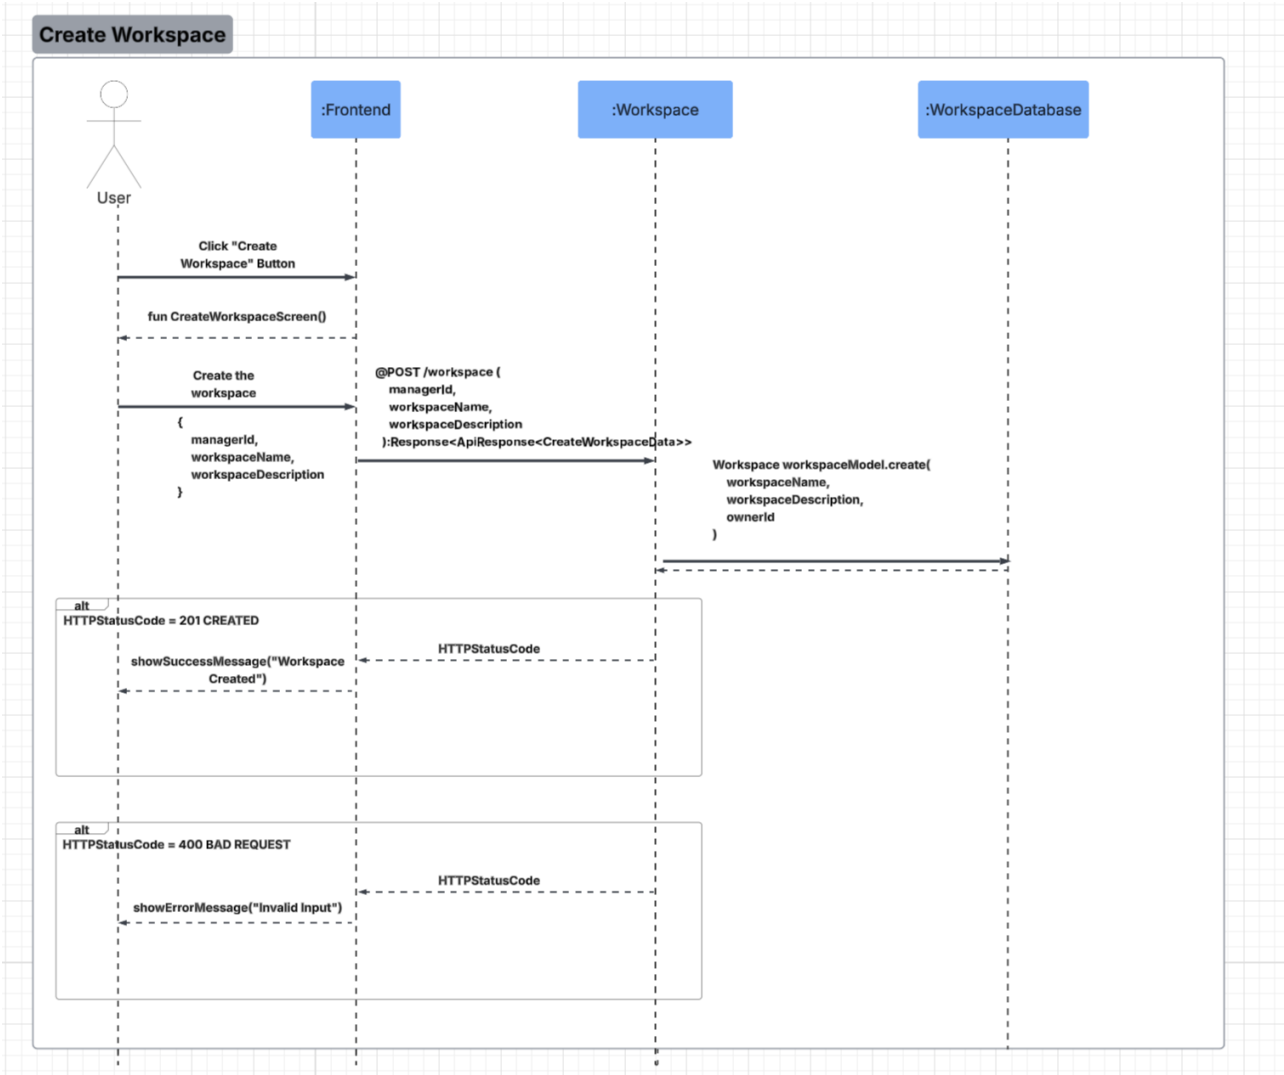 Create Workspace
:Frontend
:Workspace
:WorkspaceDatabase
User
Click "Create
Workspace" Button
fun CreateWorkspaceScreen()
Create the
workspace
{
managerId,
workspaceName,
workspaceDescription
}
@POST /workspace (
managerId,
workspaceName,
workspaceDescription
):Response<ApiResponse<CreateWorkspaceData>>
Workspace workspaceModel.create(
workspaceName,
workspaceDescription,
ownerId
)
alt
HTTPStatusCode = 201 CREATED
HTTPStatusCode
showSuccessMessage("Workspace
Created")
alt
HTTPStatusCode = 400 BAD REQUEST
HTTPStatusCode
showErrorMessage("Invalid Input")